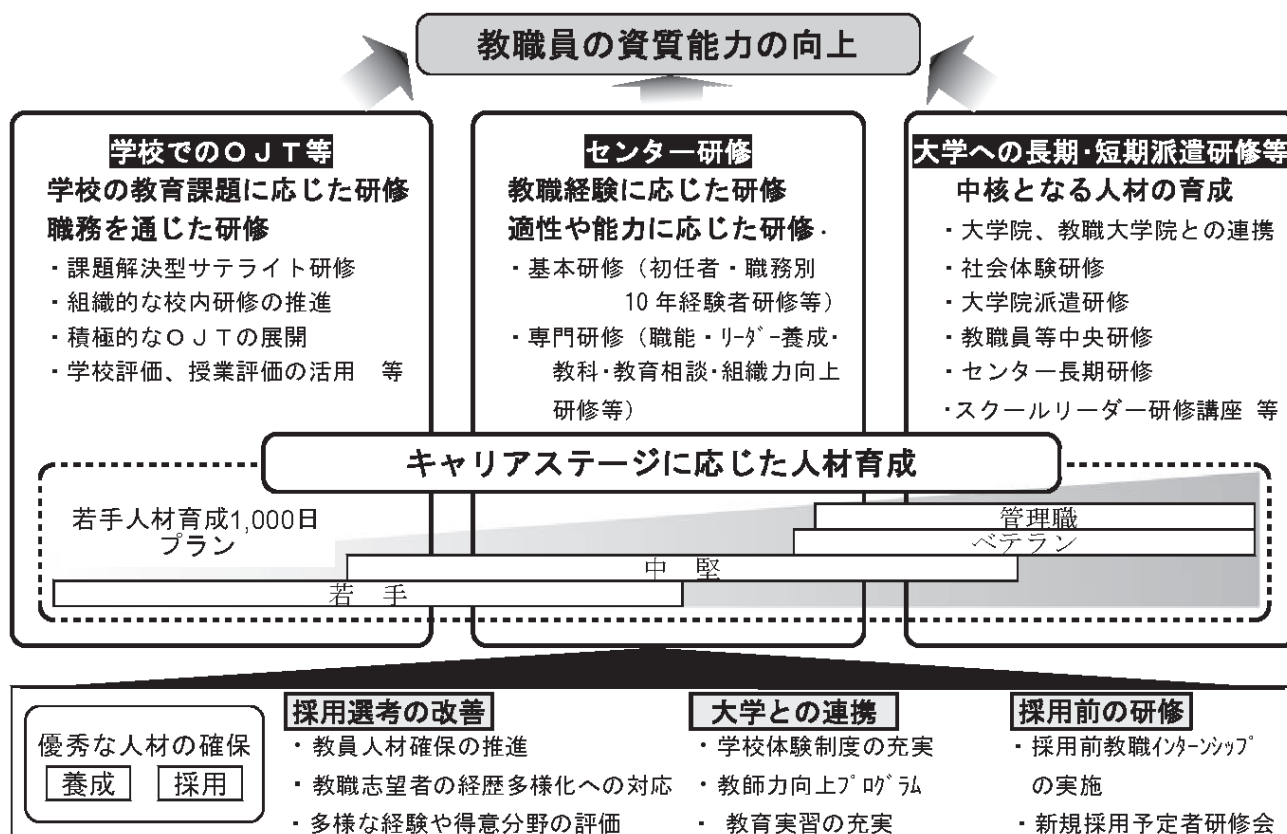 教職員の資質能力の向上
学校でのOJT等
学校の教育課題に応じた研修
職務を通じた研修
・課題解決型サテライト研修
・組織的な校内研修の推進
・積極的なOJTの展開
・学校評価、授業評価の活用 等
センター研修
教職経験に応じた研修
適性や能力に応じた研修・
・基本研修（初任者・職務別
10年経験者研修等）
・専門研修（職能・リーダー養成・
教科・教育相談・組織力向上
研修等）
大学への長期・短期派遣研修等
中核となる人材の育成
・大学院、教職大学院との連携
・社会体験研修
・大学院派遣研修
・教職員等中央研修
・センター長期研修
・スクールリーダー研修講座 等
キャリアステージに応じた人材育成
若手人材育成1,000日
プラン
管理職
ベテラン
中 堅
若 手
優秀な人材の確保
養成 採用
採用選考の改善
・教員人材確保の推進
・教職志望者の経歴多様化への対応
・多様な経験や得意分野の評価
大学との連携
・学校体験制度の充実
・教師力向上プログラム
・教育実習の充実
採用前の研修
・採用前教職インターンシップ
の実施
・新規採用予定者研修会